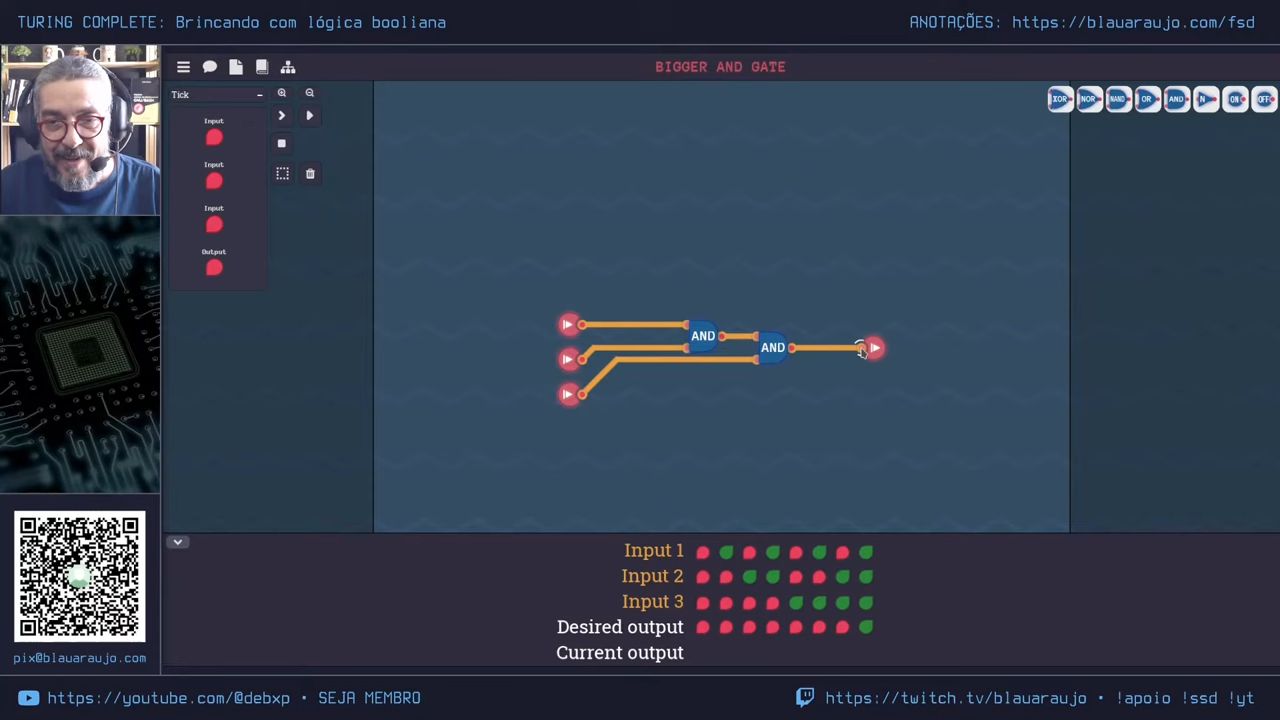 TURING COMPLETE: Brincando com lógica booliana
ANOTAÇÕES: https://blauaraujo.com/fsd
BIGGER AND GATE
Tick
Input
Input
Input
Output
XOR NOR NAND OR AND N ON OFF
AND
AND
Input 1
Input 2
Input 3
Desired output
Current output
pix@blauaraujo.com
https://youtube.com/@debxp • SEJA MEMBRO
https://twitch.tv/blauaraujo • !apoio !ssd !yt